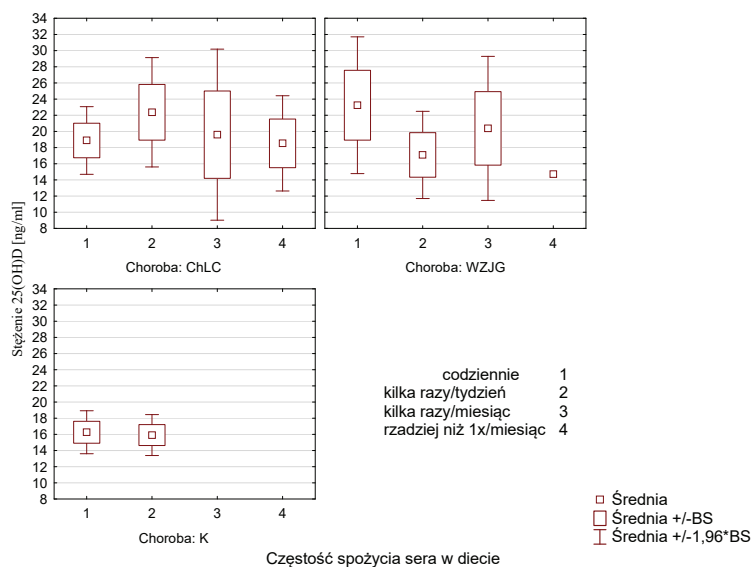 Stężenie 25(OH)D [ng/ml]
34
32
30
28
26
24
22
20
18
16
14
12
10
8
1 2 3 4
Choroba: ChLC
1 2 3 4
Choroba: WZJG
34
32
30
28
26
24
22
20
18
16
14
12
10
8
1 2 3 4
Choroba: K
codziennie 1
kilka razy/tydzień 2
kilka razy/miesiąc 3
rzadziej niż 1x/miesiąc 4
Średnia
Średnia +/-BS
Średnia +/-1,96*BS
Częstość spożycia sera w diecie